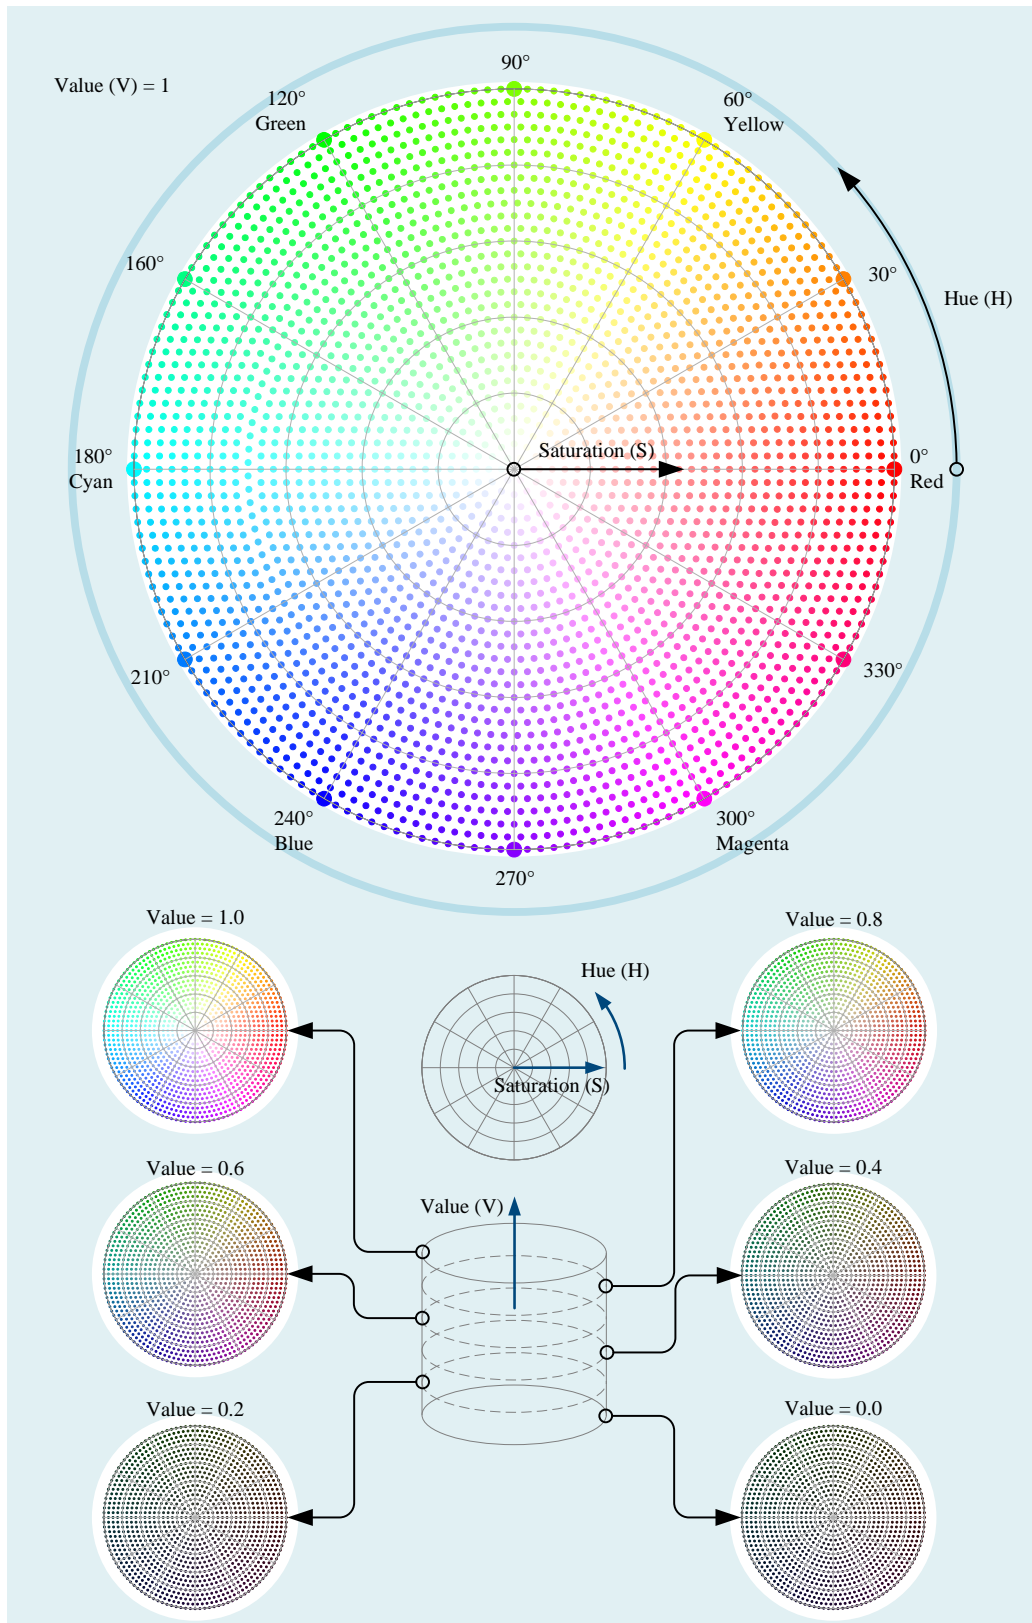 Value (V) = 1
90°
120°
Green
60°
Yellow
160°
30°
Hue (H)
Saturation (S)
180°
Cyan
0°
Red
210°
330°
240°
Blue
300°
Magenta
270°
Value = 1.0
Value = 0.8
Hue (H)
Saturation (S)
Value = 0.6
Value = 0.4
Value (V)
Value = 0.2
Value = 0.0